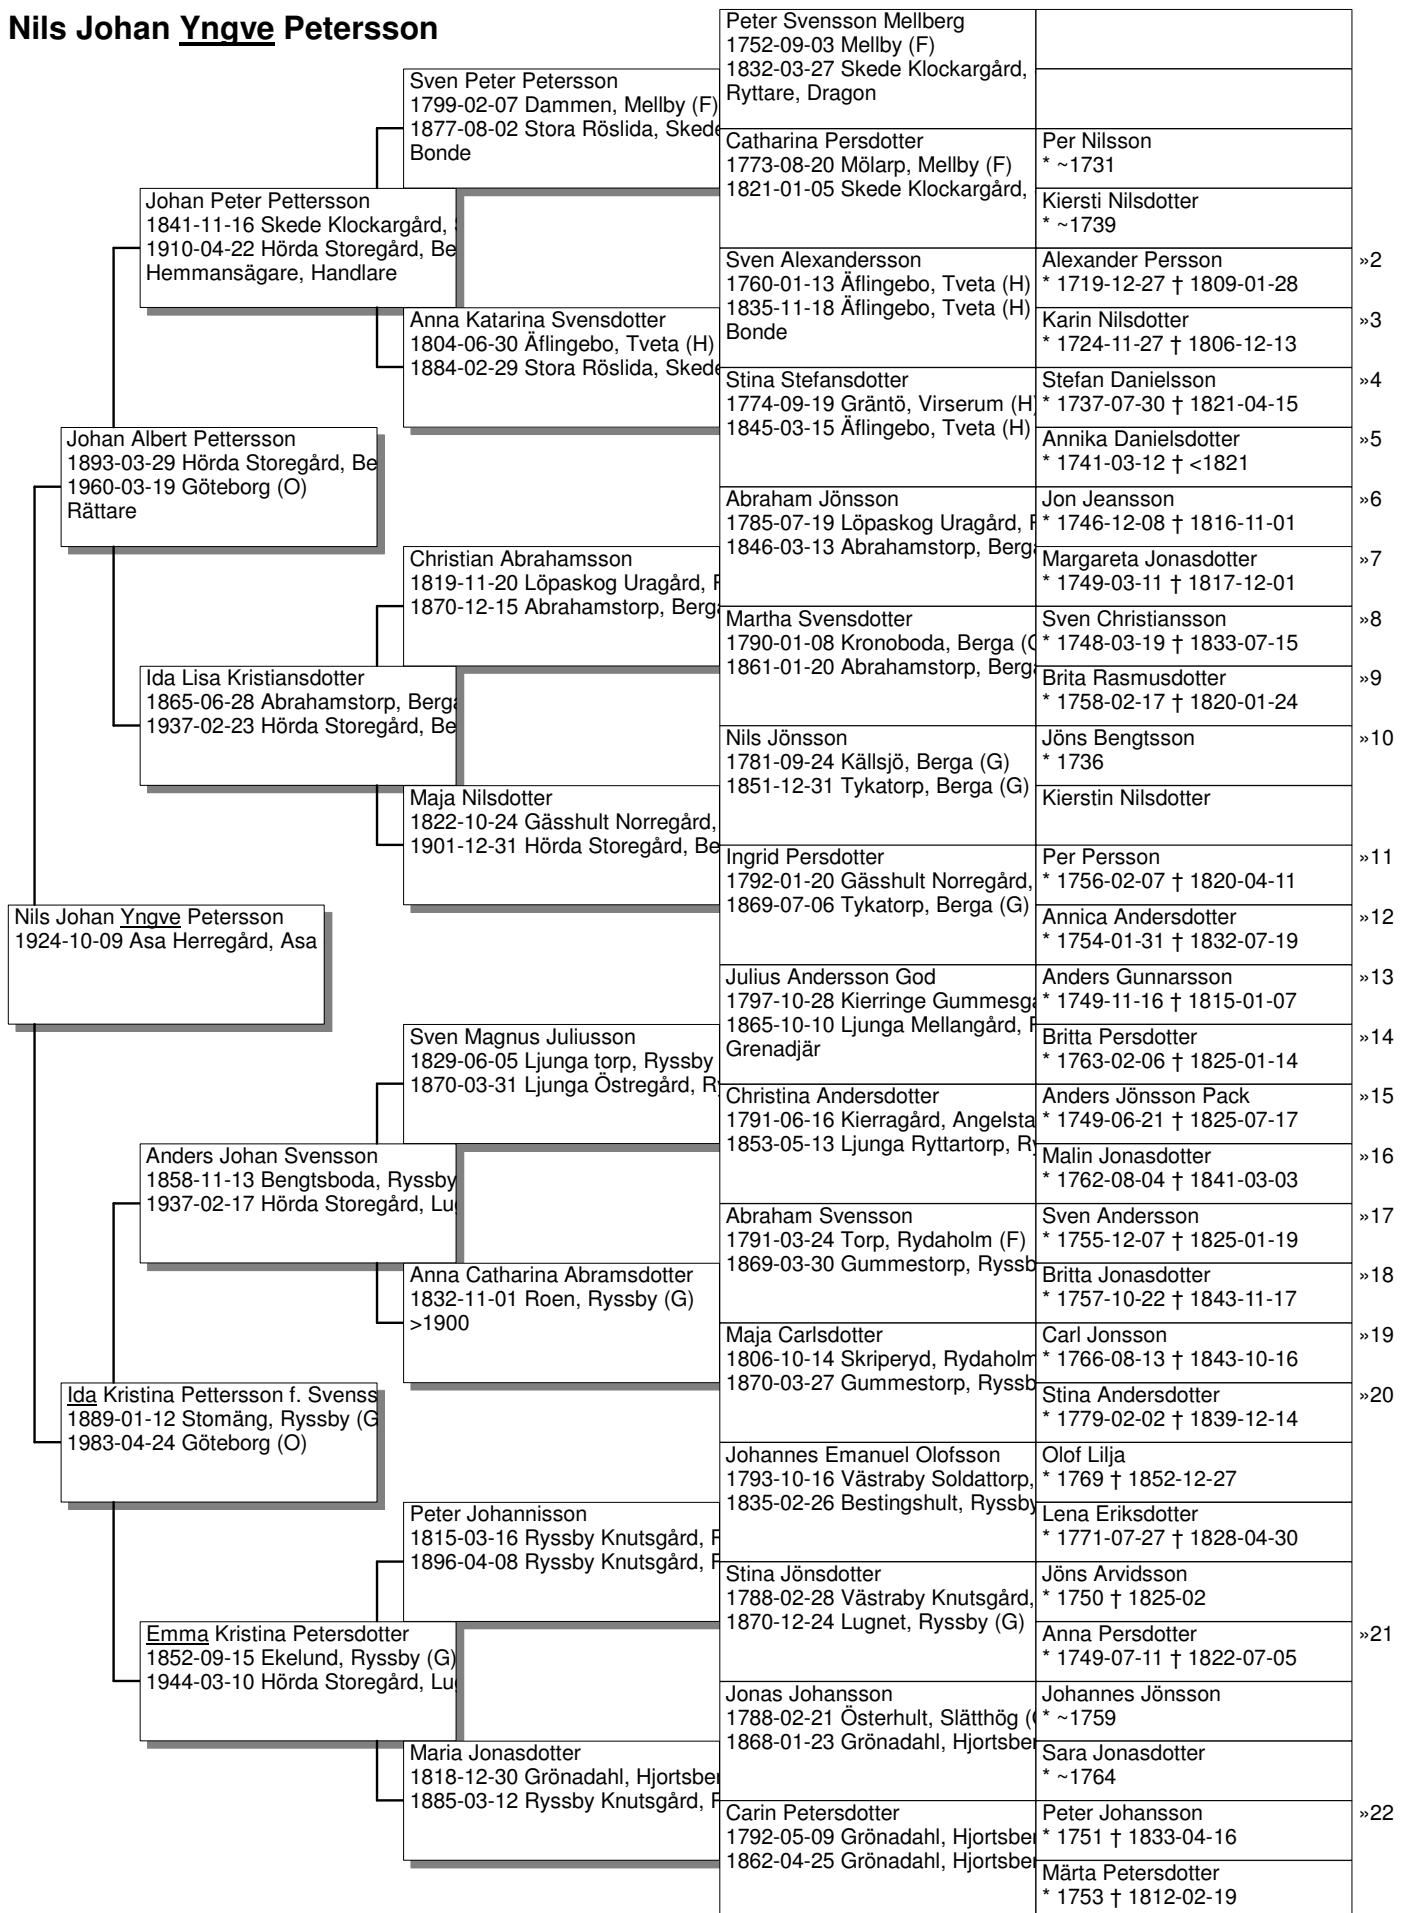 Nils Johan Yngve Petersson
Nils Johan Yngve Petersson
1924-10-09 Asa Herregård, Asa
Johan Albert Pettersson
1893-03-29 Hörda Storegård, Be
1960-03-19 Göteborg (O)
Rättare
Ida Kristina Pettersson f. Svenss
1889-01-12 Stomäng, Ryssby (G
1983-04-24 Göteborg (O)
Johan Peter Pettersson
1841-11-16 Skede Klockargård,
1910-04-22 Hörda Storegård, Be
Hemmansägare, Handlare
Ida Lisa Kristiansdotter
1865-06-28 Abrahamstorp, Berga
1937-02-23 Hörda Storegård, Be
Anders Johan Svensson
1858-11-13 Bengtsboda, Ryssby
1937-02-17 Hörda Storegård, Lu
Emma Kristina Petersdotter
1852-09-15 Ekelund, Ryssby (G)
1944-03-10 Hörda Storegård, Lu
Sven Peter Petersson
1799-02-07 Dammen, Mellby (F)
1877-08-02 Stora Röslida, Skede
Bonde
Anna Katarina Svensdotter
1804-06-30 Äflingebo, Tveta (H)
1884-02-29 Stora Röslida, Skede
Christian Abrahamsson
1819-11-20 Löpaskog Uragård, F
1870-12-15 Abrahamstorp, Berga
Maja Nilsdotter
1822-10-24 Gässhult Norregård,
1901-12-31 Hörda Storegård, Be
Sven Magnus Juliusson
1829-06-05 Ljunga torp, Ryssby
1870-03-31 Ljunga Östregård, Ry
Anna Catharina Abramsdotter
1832-11-01 Roen, Ryssby (G)
>1900
Peter Johannisson
1815-03-16 Ryssby Knutsgård, F
1896-04-08 Ryssby Knutsgård, F
Maria Jonasdotter
1818-12-30 Grönadahl, Hjortsber
1885-03-12 Ryssby Knutsgård, F
Peter Svensson Mellberg
1752-09-03 Mellby (F)
1832-03-27 Skede Klockargård,
Ryttare, Dragon
Catharina Persdotter
1773-08-20 Mölarp, Mellby (F)
1821-01-05 Skede Klockargård,
Sven Alexandersson
1760-01-13 Äflingebo, Tveta (H)
1835-11-18 Äflingebo, Tveta (H)
Bonde
Stina Stefansdotter
1774-09-19 Gräntö, Virserum (H)
1845-03-15 Äflingebo, Tveta (H)
Abraham Jönsson
1785-07-19 Löpaskog Uragård, F
1846-03-13 Abrahamstorp, Berga
Martha Svensdotter
1790-01-08 Kronoboda, Berga (G
1861-01-20 Abrahamstorp, Berga
Nils Jönsson
1781-09-24 Källsjö, Berga (G)
1851-12-31 Tykatorp, Berga (G)
Ingrid Persdotter
1792-01-20 Gässhult Norregård,
1869-07-06 Tykatorp, Berga (G)
Julius Andersson God
1797-10-28 Kierringe Gummesga
1865-10-10 Ljunga Mellangård, F
Grenadjär
Christina Andersdotter
1791-06-16 Kierragård, Angelsta
1853-05-13 Ljunga Ryttartorp, Ry
Abraham Svensson
1791-03-24 Torp, Rydaholm (F)
1869-03-30 Gummestorp, Ryssb
Maja Carlsdotter
1806-10-14 Skriperyd, Rydaholm
1870-03-27 Gummestorp, Ryssb
Johannes Emanuel Olofsson
1793-10-16 Västraby Soldattorp,
1835-02-26 Bestingshult, Ryssby
Stina Jönsdotter
1788-02-28 Västraby Knutsgård,
1870-12-24 Lugnet, Ryssby (G)
Jonas Johansson
1788-02-21 Österhult, Slätthög (G
1868-01-23 Grönadahl, Hjortsber
Carin Petersdotter
1792-05-09 Grönadahl, Hjortsber
1862-04-25 Grönadahl, Hjortsber
Per Nilsson
* ~1731
Kiersti Nilsdotter
* ~1739
Alexander Persson
* 1719-12-27 † 1809-01-28
»2
Karin Nilsdotter
* 1724-11-27 † 1806-12-13
»3
Stefan Danielsson
* 1737-07-30 † 1821-04-15
»4
Annika Danielsdotter
* 1741-03-12 † <1821
»5
Jon Jeansson
* 1746-12-08 † 1816-11-01
»6
Margareta Jonasdotter
* 1749-03-11 † 1817-12-01
»7
Sven Christiansson
* 1748-03-19 † 1833-07-15
»8
Brita Rasmusdotter
* 1758-02-17 † 1820-01-24
»9
Jöns Bengtsson
* 1736
»10
Kierstin Nilsdotter
Per Persson
* 1756-02-07 † 1820-04-11
»11
Annica Andersdotter
* 1754-01-31 † 1832-07-19
»12
Anders Gunnarsson
* 1749-11-16 † 1815-01-07
»13
Britta Persdotter
* 1763-02-06 † 1825-01-14
»14
Anders Jönsson Pack
* 1749-06-21 † 1825-07-17
»15
Malin Jonasdotter
* 1762-08-04 † 1841-03-03
»16
Sven Andersson
* 1755-12-07 † 1825-01-19
»17
Britta Jonasdotter
* 1757-10-22 † 1843-11-17
»18
Carl Jonsson
* 1766-08-13 † 1843-10-16
»19
Stina Andersdotter
* 1779-02-02 † 1839-12-14
»20
Olof Lilja
* 1769 † 1852-12-27
Lena Eriksdotter
* 1771-07-27 † 1828-04-30
Jöns Arvidsson
* 1750 † 1825-02
Anna Persdotter
* 1749-07-11 † 1822-07-05
»21
Johannes Jönsson
* ~1759
Sara Jonasdotter
* ~1764
Peter Johansson
* 1751 † 1833-04-16
»22
Märta Petersdotter
* 1753 † 1812-02-19